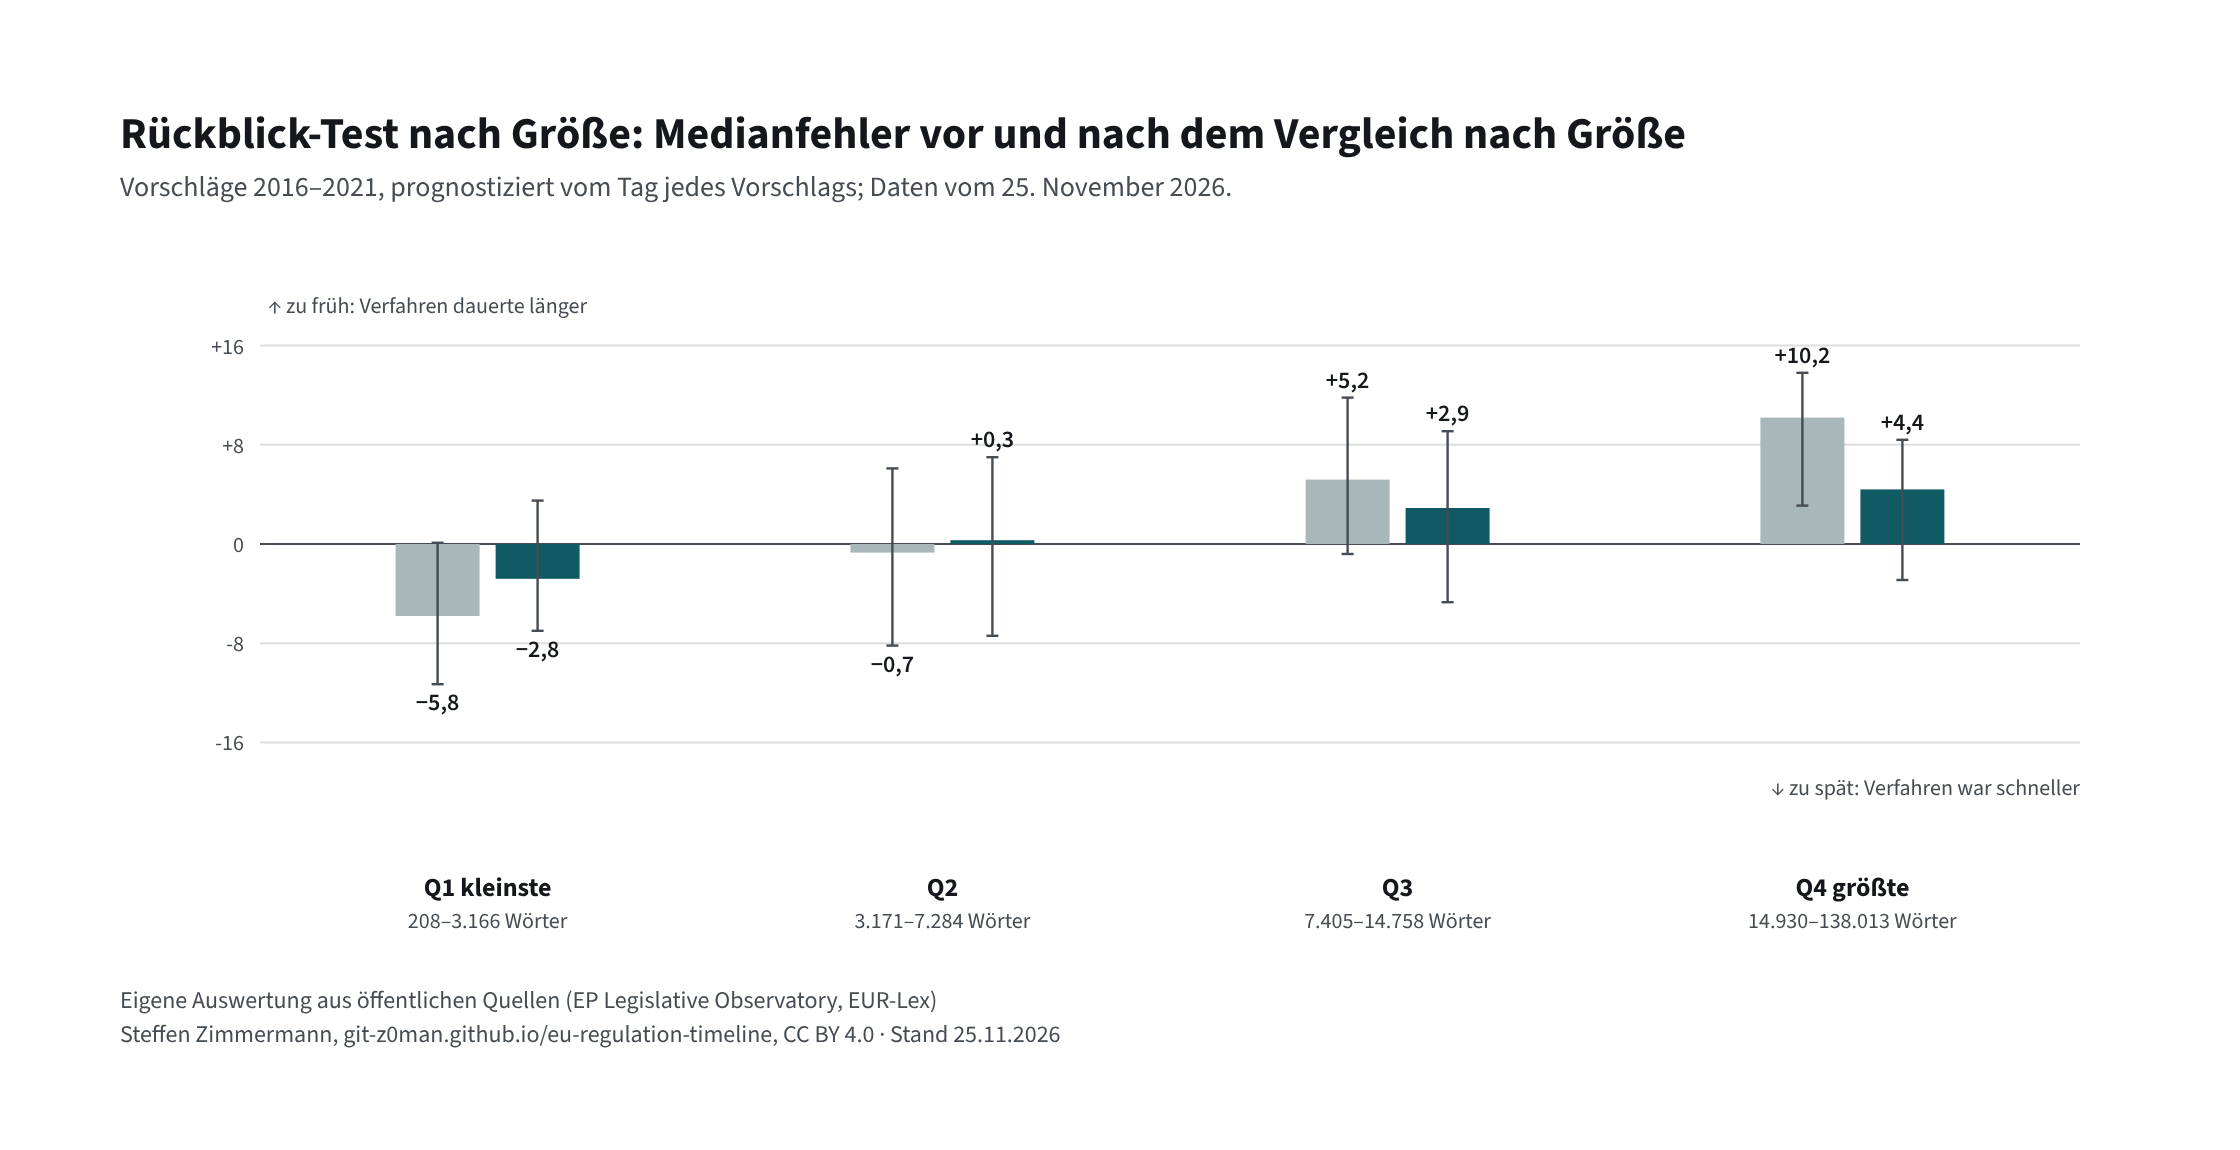 Rückblick-Test nach Größe: Medianfehler vor und nach dem Vergleich nach Größe
Vorschläge 2016–2021, prognostiziert vom Tag jedes Vorschlags; Daten vom 25. November 2026.
↑ zu früh: Verfahren dauerte länger
+16
+10,2
+5,2
+2,9
+4,4
+8
+0,3
0
-8
−2,8
−0,7
−5,8
-16
↓ zu spät: Verfahren war schneller
Q1 kleinste
Q2
Q3
Q4 größte
208–3.166 Wörter
3.171–7.284 Wörter
7.405–14.758 Wörter
14.930–138.013 Wörter
Eigene Auswertung aus öffentlichen Quellen (EP Legislative Observatory, EUR-Lex)
Steffen Zimmermann, git-z0man.github.io/eu-regulation-timeline, CC BY 4.0 · Stand 25.11.2026